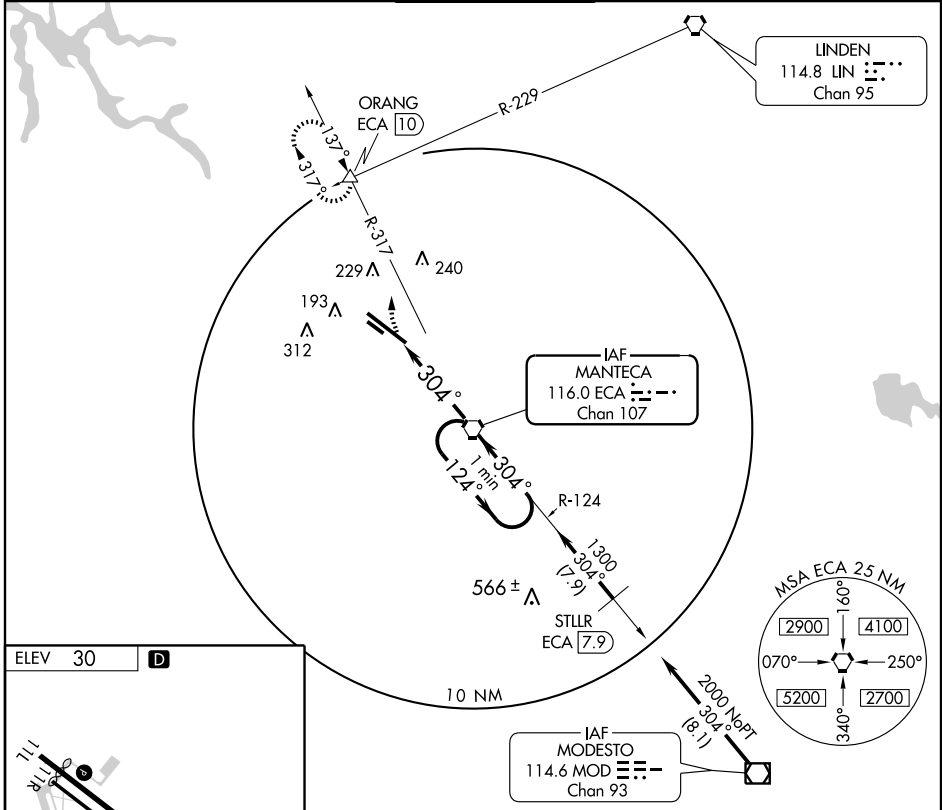 LINDEN
114.8 LIN
Chan 95
R-229
ORANG
ECA 10
137°
317°
R-317
229
240
193
312
304°
IAF
MANTECA
116.0 ECA
Chan 107
304°
1 min
124°
R-124
1300
304°
(7.9)
566 ±
STLLR
ECA 7.9
MSA ECA 25 NM
160°
2900
4100
070°
250°
5200
2700
340°
10 NM
2000 NoPT
304°
(8.1)
IAF
MODESTO
114.6 MOD
Chan 93
ELEV 30
D
11L
11R
P